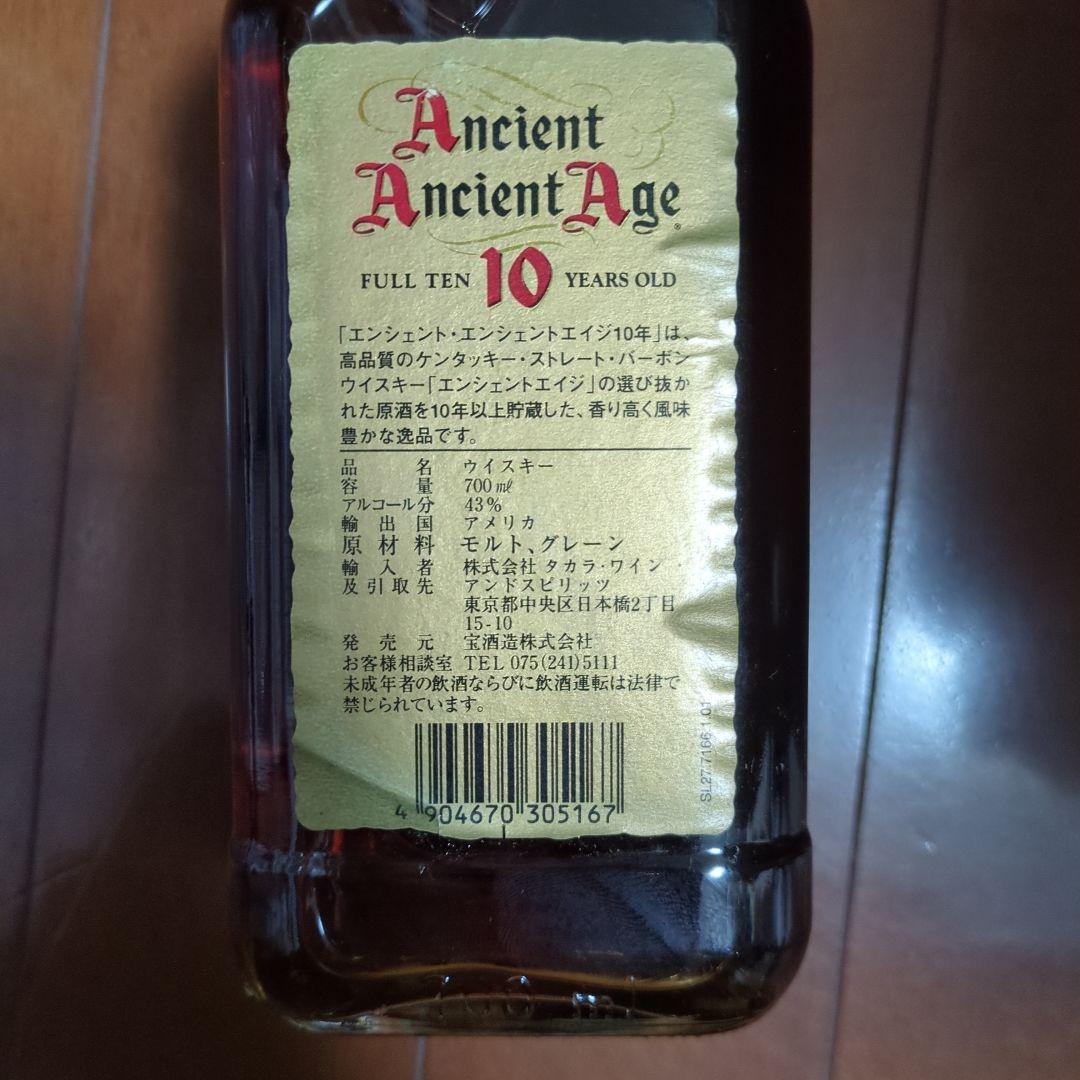 Ancient
Ancient Age®
FULL TEN 10 YEARS OLD
「エンシェント・エンシェントエイジ10年」は、
高品質のケンタッキー・ストレート・バーボン
ウイスキー「エンシェントエイジ」の選び抜か
れた原酒を10年以上貯蔵した、香り高く風味
豊かな逸品です。
品名 ウイスキー
容量 700㎖
アルコール分 43%
輸出国 アメリカ
原材料 モルト、グレーン
輸入者 株式会社 タカラ・ワイン・
及引取先 アンドスピリッツ
東京都中央区日本橋2丁目
15-10
発売元 宝酒造株式会社
お客様相談室 TEL 075(241)5111
未成年者の飲酒ならびに飲酒運転は法律で
禁じられています。
4 904670 305167
SL27.7166.1.01